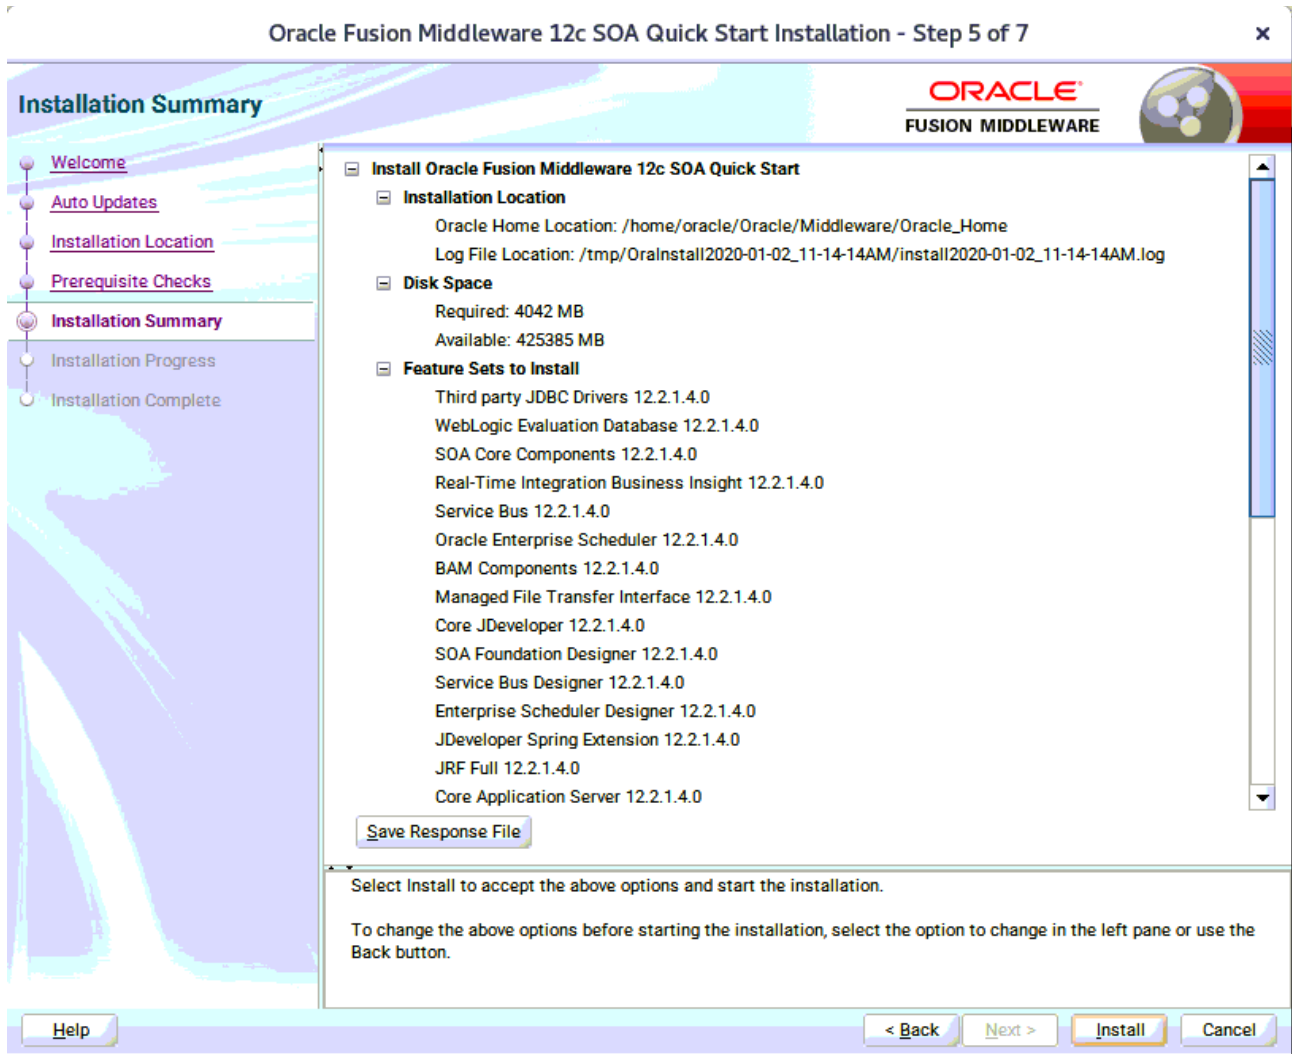 Oracle Fusion Middleware 12c SOA Quick Start Installation - Step 5 of 7
Installation Summary
ORACLE
FUSION MIDDLEWARE
Welcome
Auto Updates
Installation Location
Prerequisite Checks
Installation Summary
Installation Progress
Installation Complete
Install Oracle Fusion Middleware 12c SOA Quick Start
Installation Location
Oracle Home Location: /home/oracle/Oracle/Middleware/Oracle_Home
Log File Location: /tmp/OraInstall2020-01-02_11-14-14AM/install2020-01-02_11-14-14AM.log
Disk Space
Required: 4042 MB
Available: 425385 MB
Feature Sets to Install
Third party JDBC Drivers 12.2.1.4.0
WebLogic Evaluation Database 12.2.1.4.0
SOA Core Components 12.2.1.4.0
Real-Time Integration Business Insight 12.2.1.4.0
Service Bus 12.2.1.4.0
Oracle Enterprise Scheduler 12.2.1.4.0
BAM Components 12.2.1.4.0
Managed File Transfer Interface 12.2.1.4.0
Core JDeveloper 12.2.1.4.0
SOA Foundation Designer 12.2.1.4.0
Service Bus Designer 12.2.1.4.0
Enterprise Scheduler Designer 12.2.1.4.0
JDeveloper Spring Extension 12.2.1.4.0
JRF Full 12.2.1.4.0
Core Application Server 12.2.1.4.0
Save Response File
Select Install to accept the above options and start the installation.
To change the above options before starting the installation, select the option to change in the left pane or use the
Back button.
Help
< Back
Next >
Install
Cancel